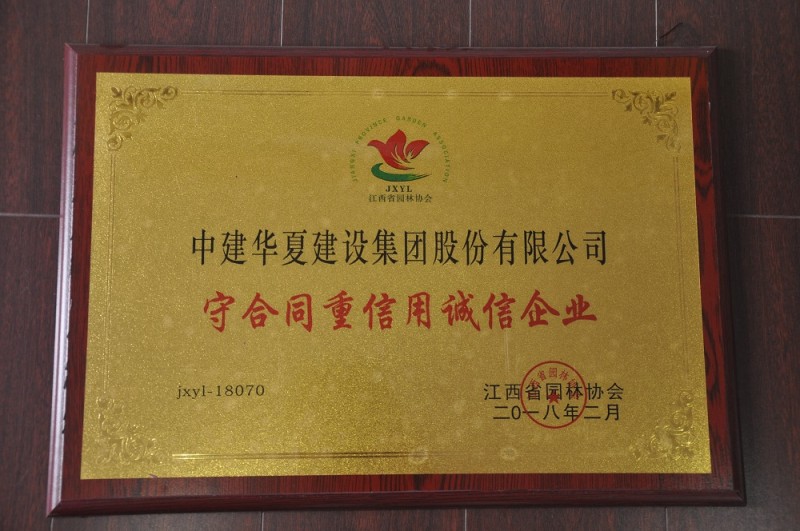 JIANGXI PROVINCE GARDEN ASSOCIATION
JXYL
江西省园林协会
中建华夏建设集团股份有限公司
守合同重信用诚信企业
jxyl-18070
江西省园林协会
二0一八年二月